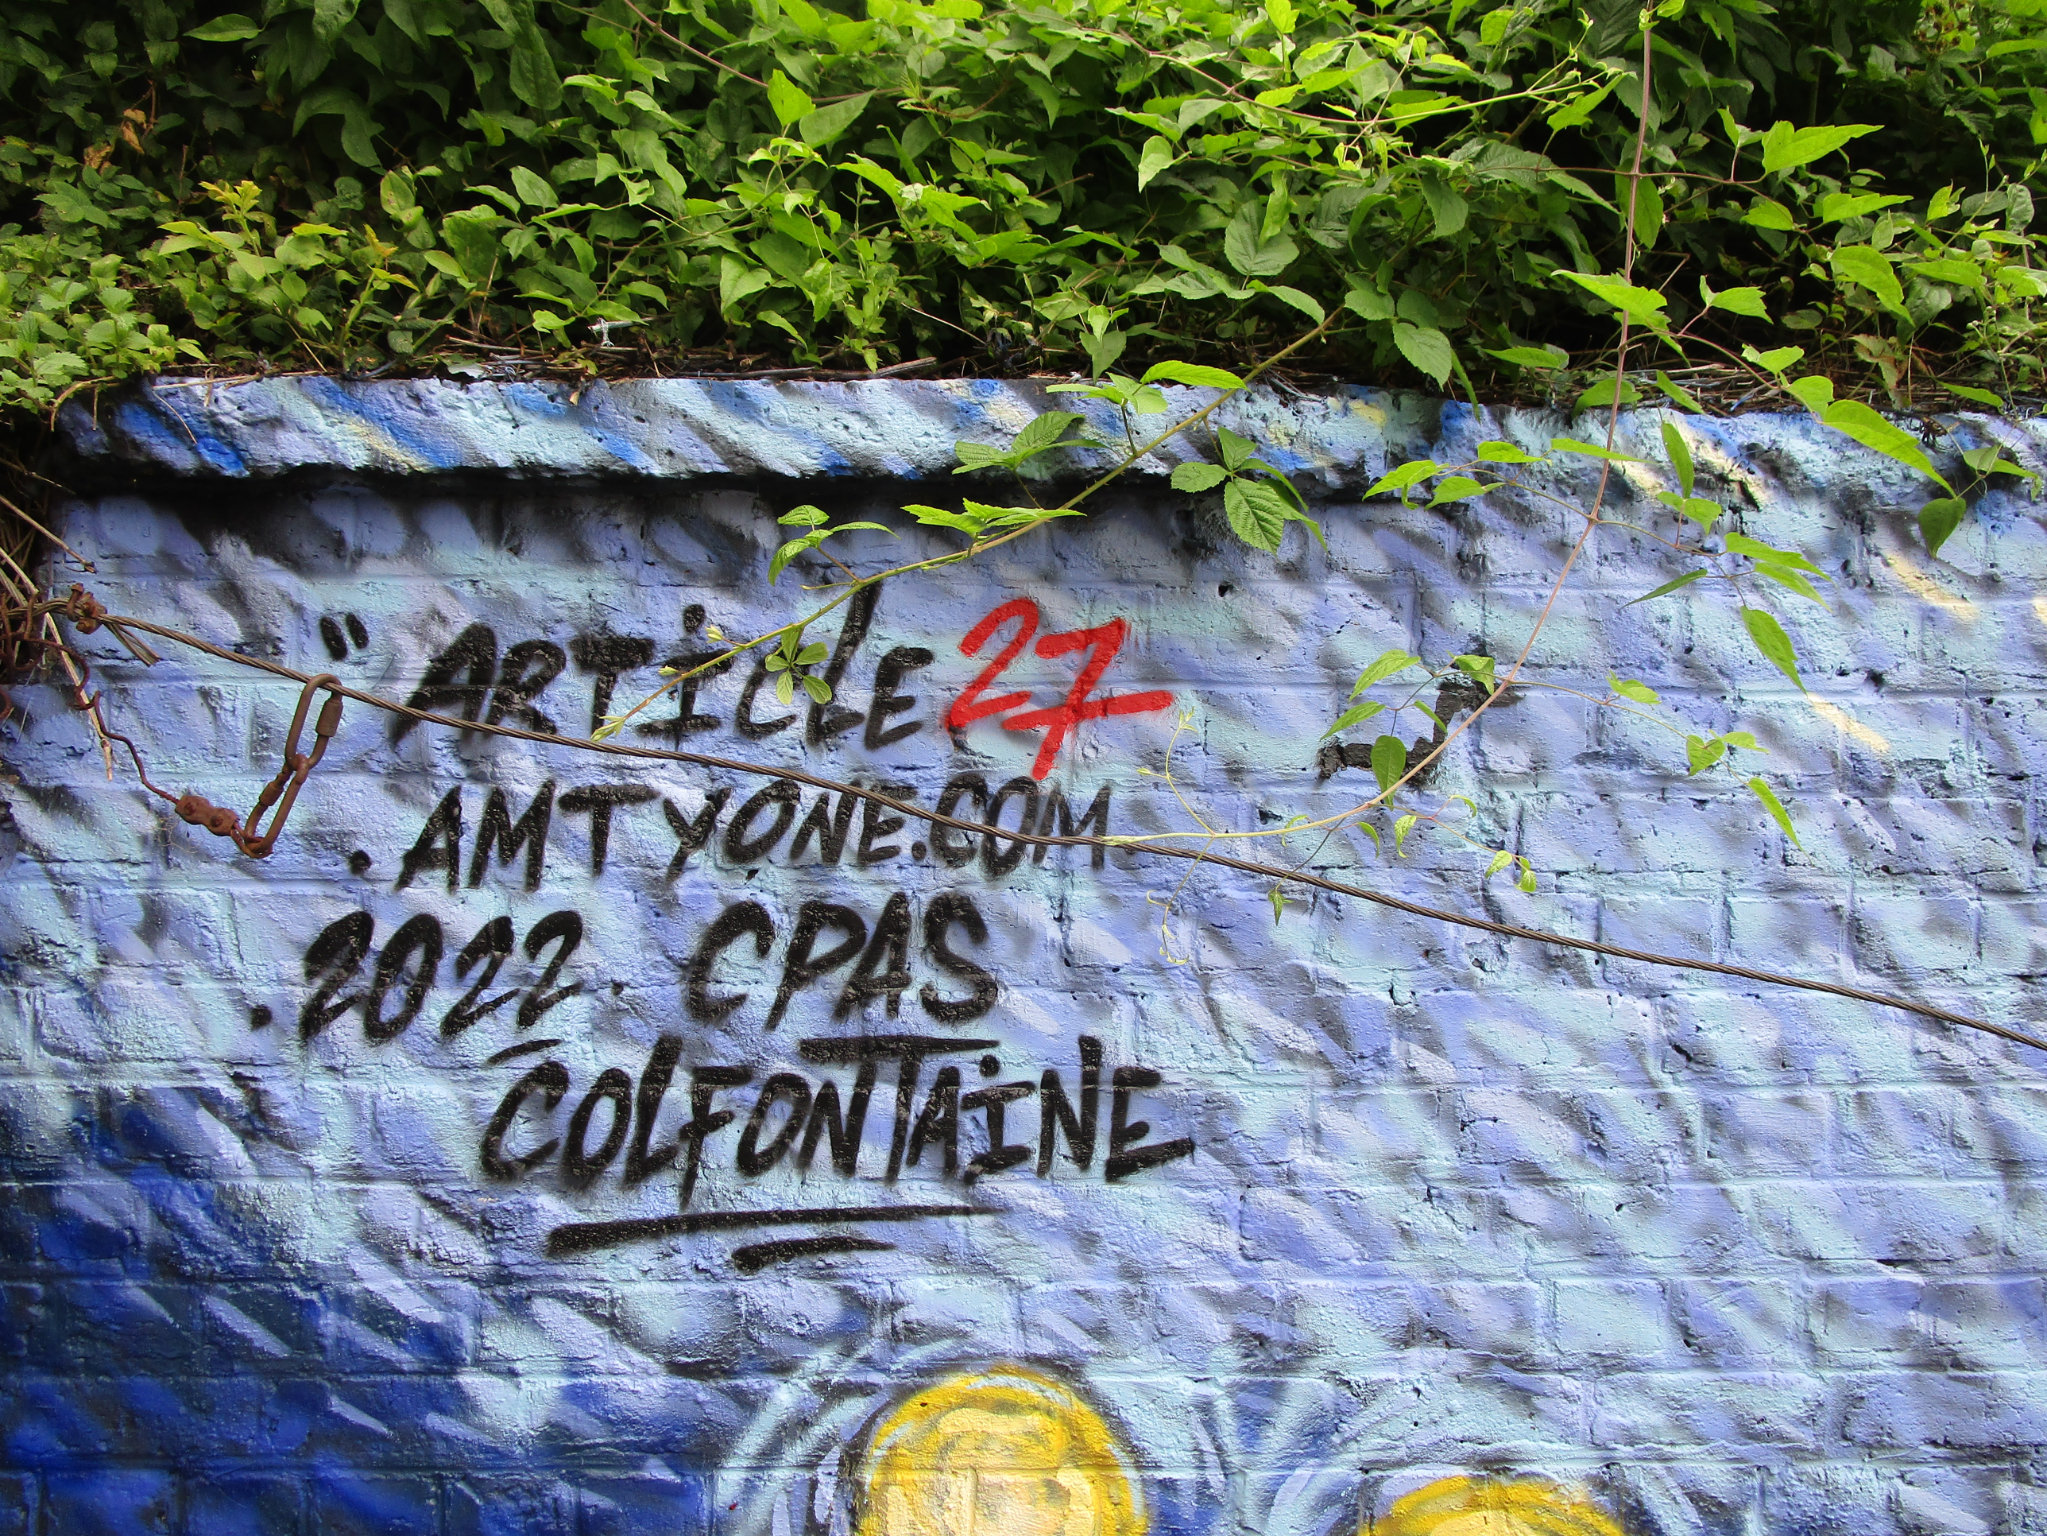 "ARTiCLE 27
.AMTYONE.COM
.2022. CPAS
COLFONTAiNE